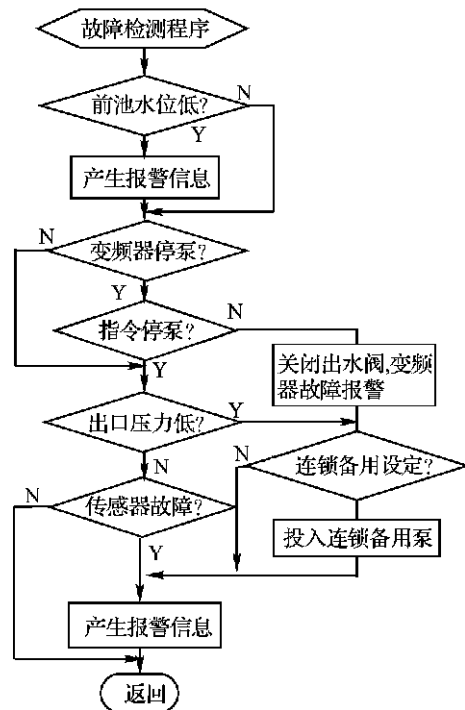 故障检测程序
前池水位低?
N
Y
产生报警信息
N
变频器停泵?
Y
N
指令停泵?
Y
关闭出水阀,变频
器故障报警
出口压力低?
Y
N
N
连锁备用设定?
N
传感器故障?
Y
Y
投入连锁备用泵
产生报警信息
返回